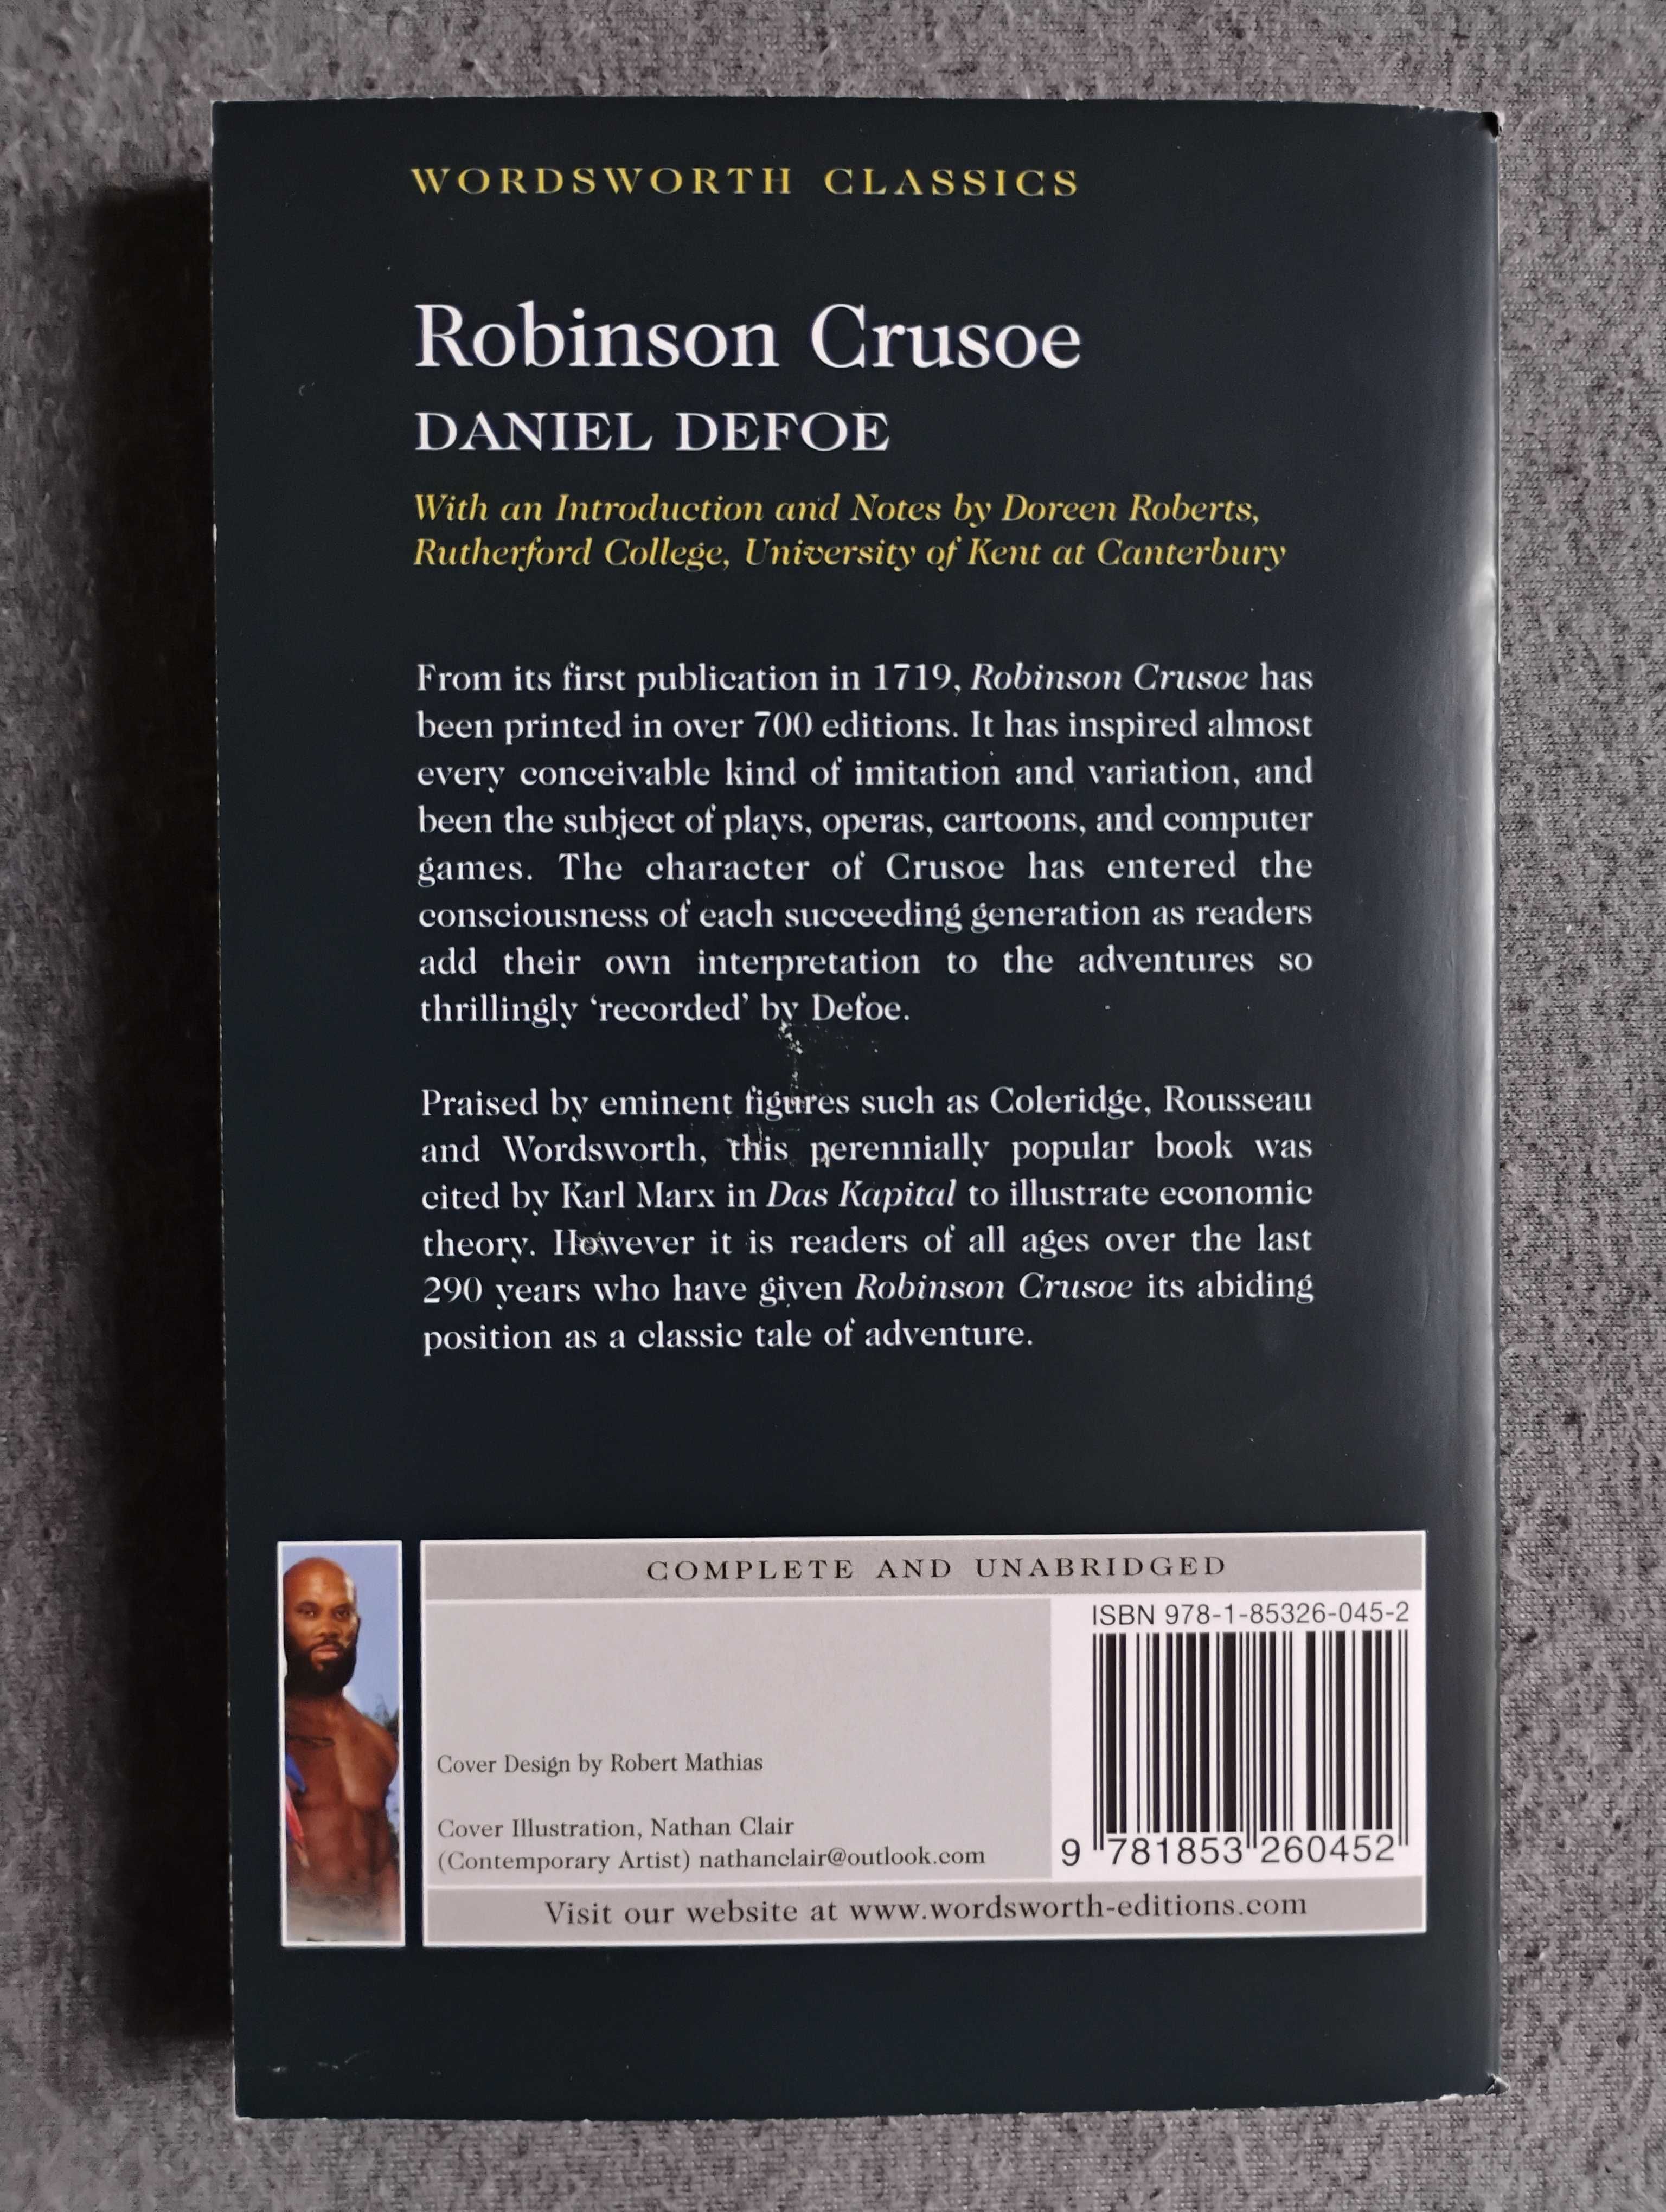 WORDSWORTH CLASSICS
Robinson Crusoe
DANIEL DEFOE
With an Introduction and Notes by Doreen Roberts,
Rutherford College, University of Kent at Canterbury
From its first publication in 1719, Robinson Crusoe has
been printed in over 700 editions. It has inspired almost
every conceivable kind of imitation and variation, and
been the subject of plays, operas, cartoons, and computer
games. The character of Crusoe has entered the
consciousness of each succeeding generation as readers
add their own interpretation to the adventures so
thrillingly ‘recorded’ by Defoe.
Praised by eminent figures such as Coleridge, Rousseau
and Wordsworth, this perennially popular book was
cited by Karl Marx in Das Kapital to illustrate economic
theory. However it is readers of all ages over the last
290 years who have given Robinson Crusoe its abiding
position as a classic tale of adventure.
COMPLETE AND UNABRIDGED
ISBN 978-1-85326-045-2
Cover Design by Robert Mathias
Cover Illustration, Nathan Clair
(Contemporary Artist) nathanclair@outlook.com
9 781853 260452
Visit our website at www.wordsworth-editions.com